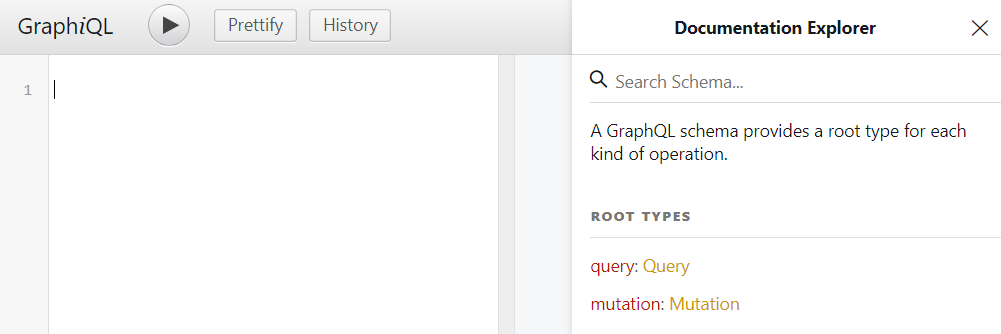 GraphiQL Prettify History
1
Documentation Explorer
Search Schema...
A GraphQL schema provides a root type for each
kind of operation.
ROOT TYPES
query: Query
mutation: Mutation